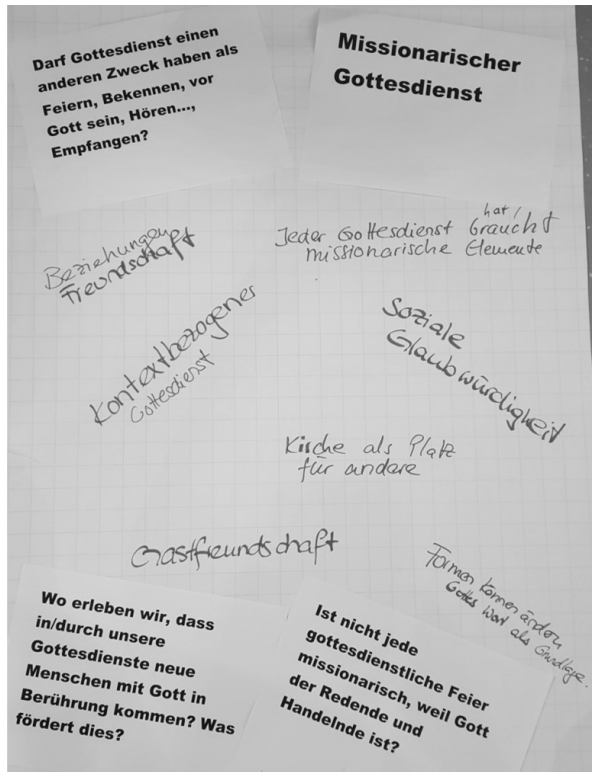 Darf Gottesdienst einen
anderen Zweck haben als
Feiern, Bekennen, vor
Gott sein, Hören...,
Empfangen?
Missionarischer
Gottesdienst
Beziehungen
Freundschaft
hat /
Jeder Gottesdienst braucht
missionarische Elemente
Kontextbezogener
Gottesdienst
Soziale
Glaubwürdigkeit
Kirche als Platz
für andere
Gastfreundschaft
Formen können ändern
Gottes Wort als Grundlage.
Wo erleben wir, dass
in/durch unsere
Gottesdienste neue
Menschen mit Gott in
Berührung kommen? Was
fördert dies?
Ist nicht jede
gottesdienstliche Feier
missionarisch, weil Gott
der Redende und
Handelnde ist?